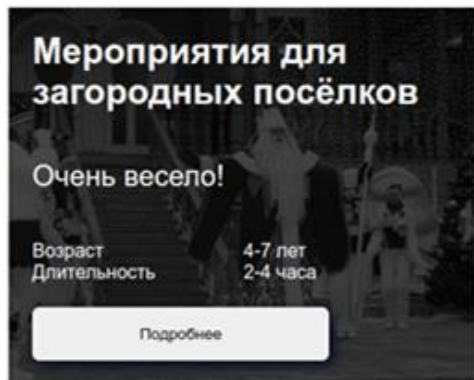 Мероприятия для
загородных посёлков
Очень весело!
Возраст 4-7 лет
Длительность 2-4 часа
Подробнее